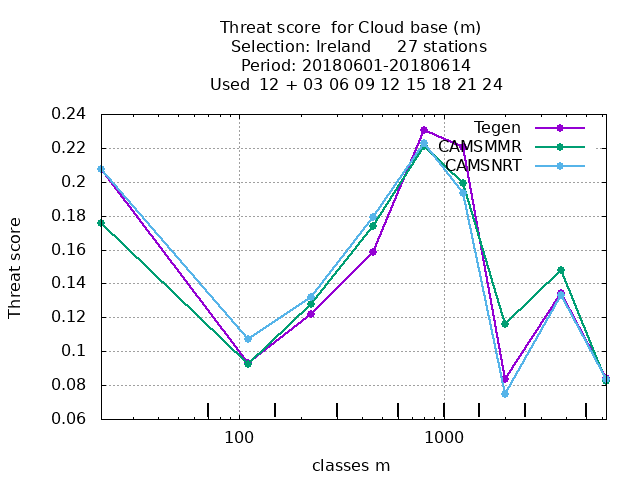 Threat score  for Cloud base (m)
Selection: Ireland     27 stations
Period: 20180601-20180614
Used  12 + 03 06 09 12 15 18 21 24
0.24
0.22
0.2
0.18
0.16
0.14
0.12
0.1
0.08
0.06
Threat score
Tegen
CAMSMMR
CAMSNRT
100
1000
classes m